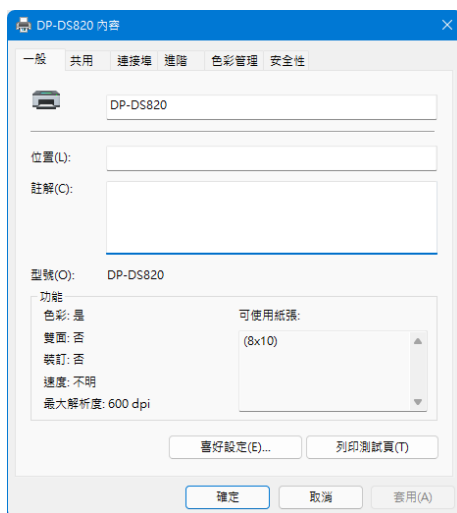 DP-DS820 內容
一般 共用 連接埠 進階 色彩管理 安全性
DP-DS820
位置(L):
註解(C):
型號(O): DP-DS820
功能
色彩: 是
雙面: 否
裝訂: 否
速度: 不明
最大解析度: 600 dpi
可使用紙張:
(8x10)
喜好設定(E)... 列印測試頁(T)
確定 取消 套用(A)